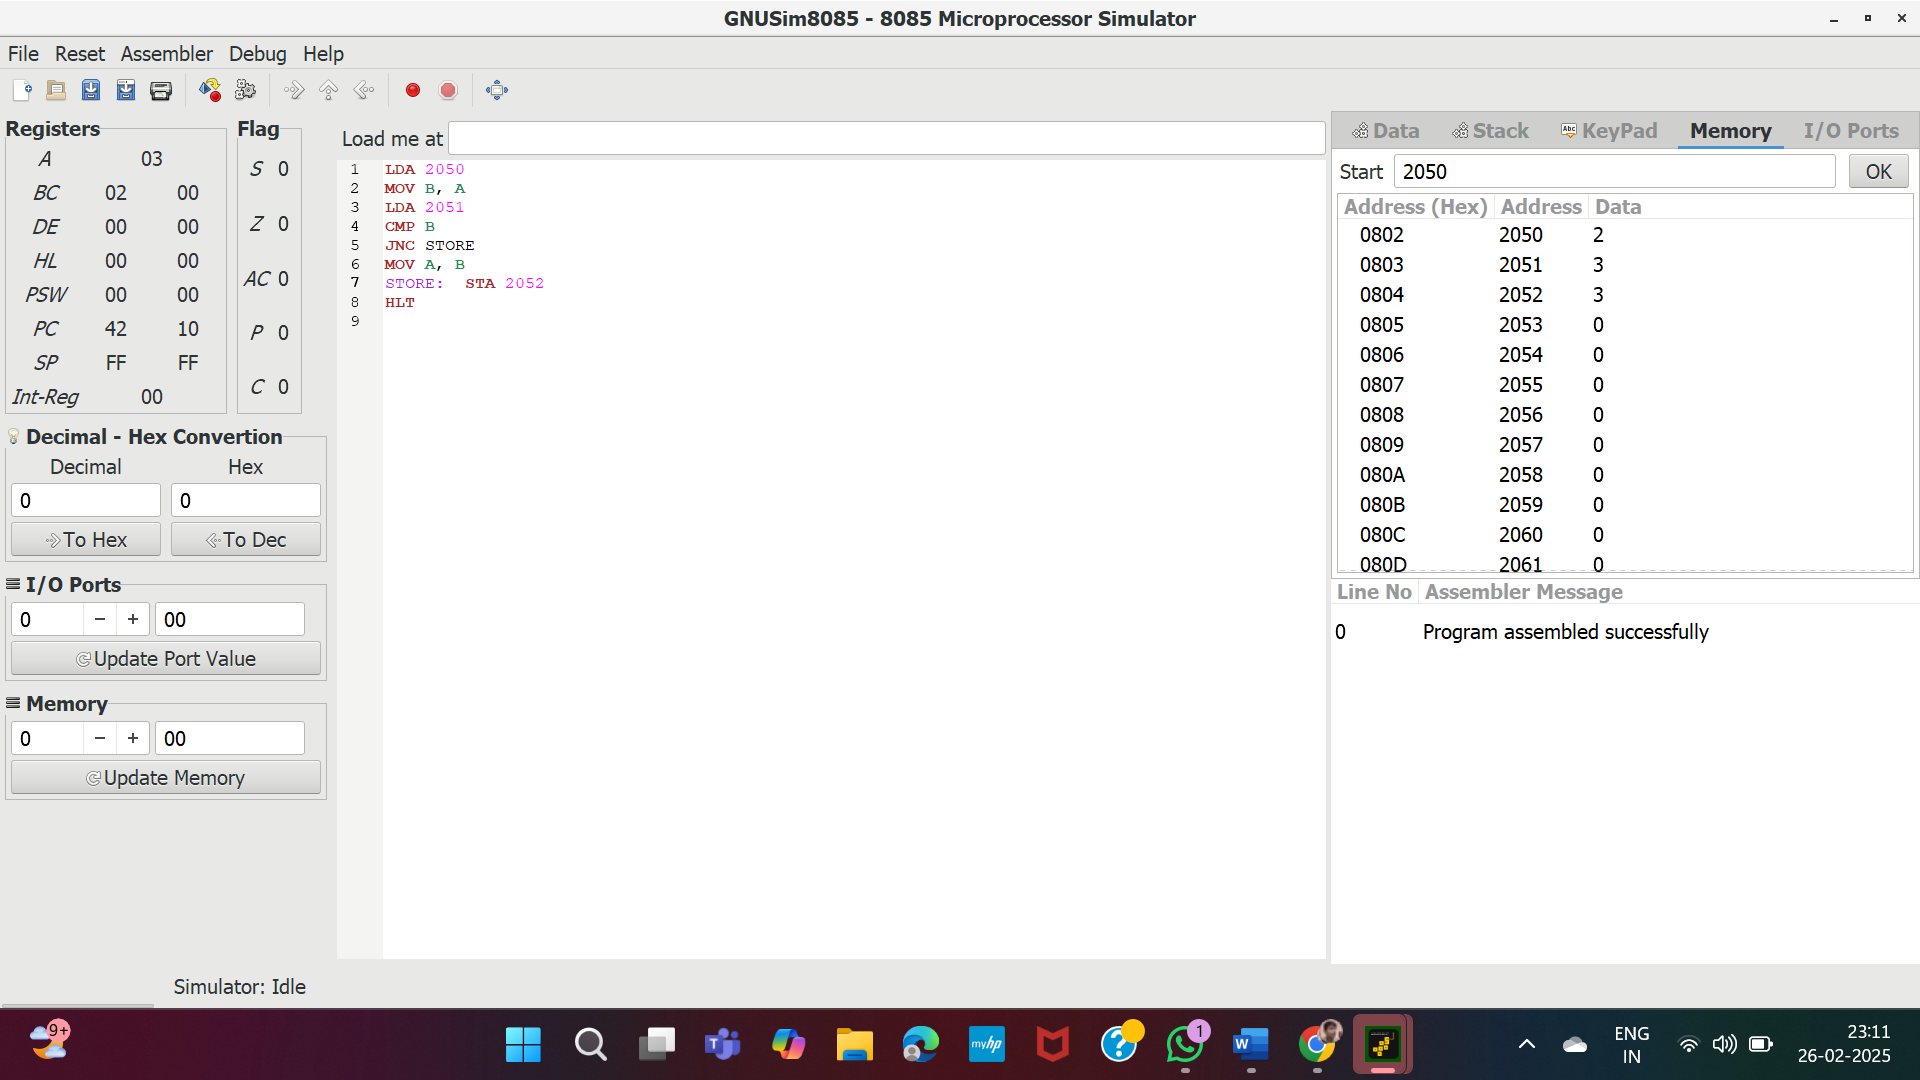 GNUSim8085 - 8085 Microprocessor Simulator
File Reset Assembler Debug Help
Registers
A 03
BC 02 00
DE 00 00
HL 00 00
PSW 00 00
PC 42 10
SP FF FF
Int-Reg 00
Flag
S 0
Z 0
AC 0
P 0
C 0
Decimal - Hex Convertion
Decimal Hex
0 0
To Hex To Dec
I/O Ports
0 − + 00
Update Port Value
Memory
0 − + 00
Update Memory
Load me at
1 LDA 2050
2 MOV B, A
3 LDA 2051
4 CMP B
5 JNC STORE
6 MOV A, B
7 STORE: STA 2052
8 HLT
9
Data Stack Abc KeyPad Memory I/O Ports
Start 2050 OK
Address (Hex) Address Data
0802 2050 2
0803 2051 3
0804 2052 3
0805 2053 0
0806 2054 0
0807 2055 0
0808 2056 0
0809 2057 0
080A 2058 0
080B 2059 0
080C 2060 0
080D 2061 0
Line No Assembler Message
0 Program assembled successfully
Simulator: Idle
9+
myhp
1
ENG
IN
23:11
26-02-2025